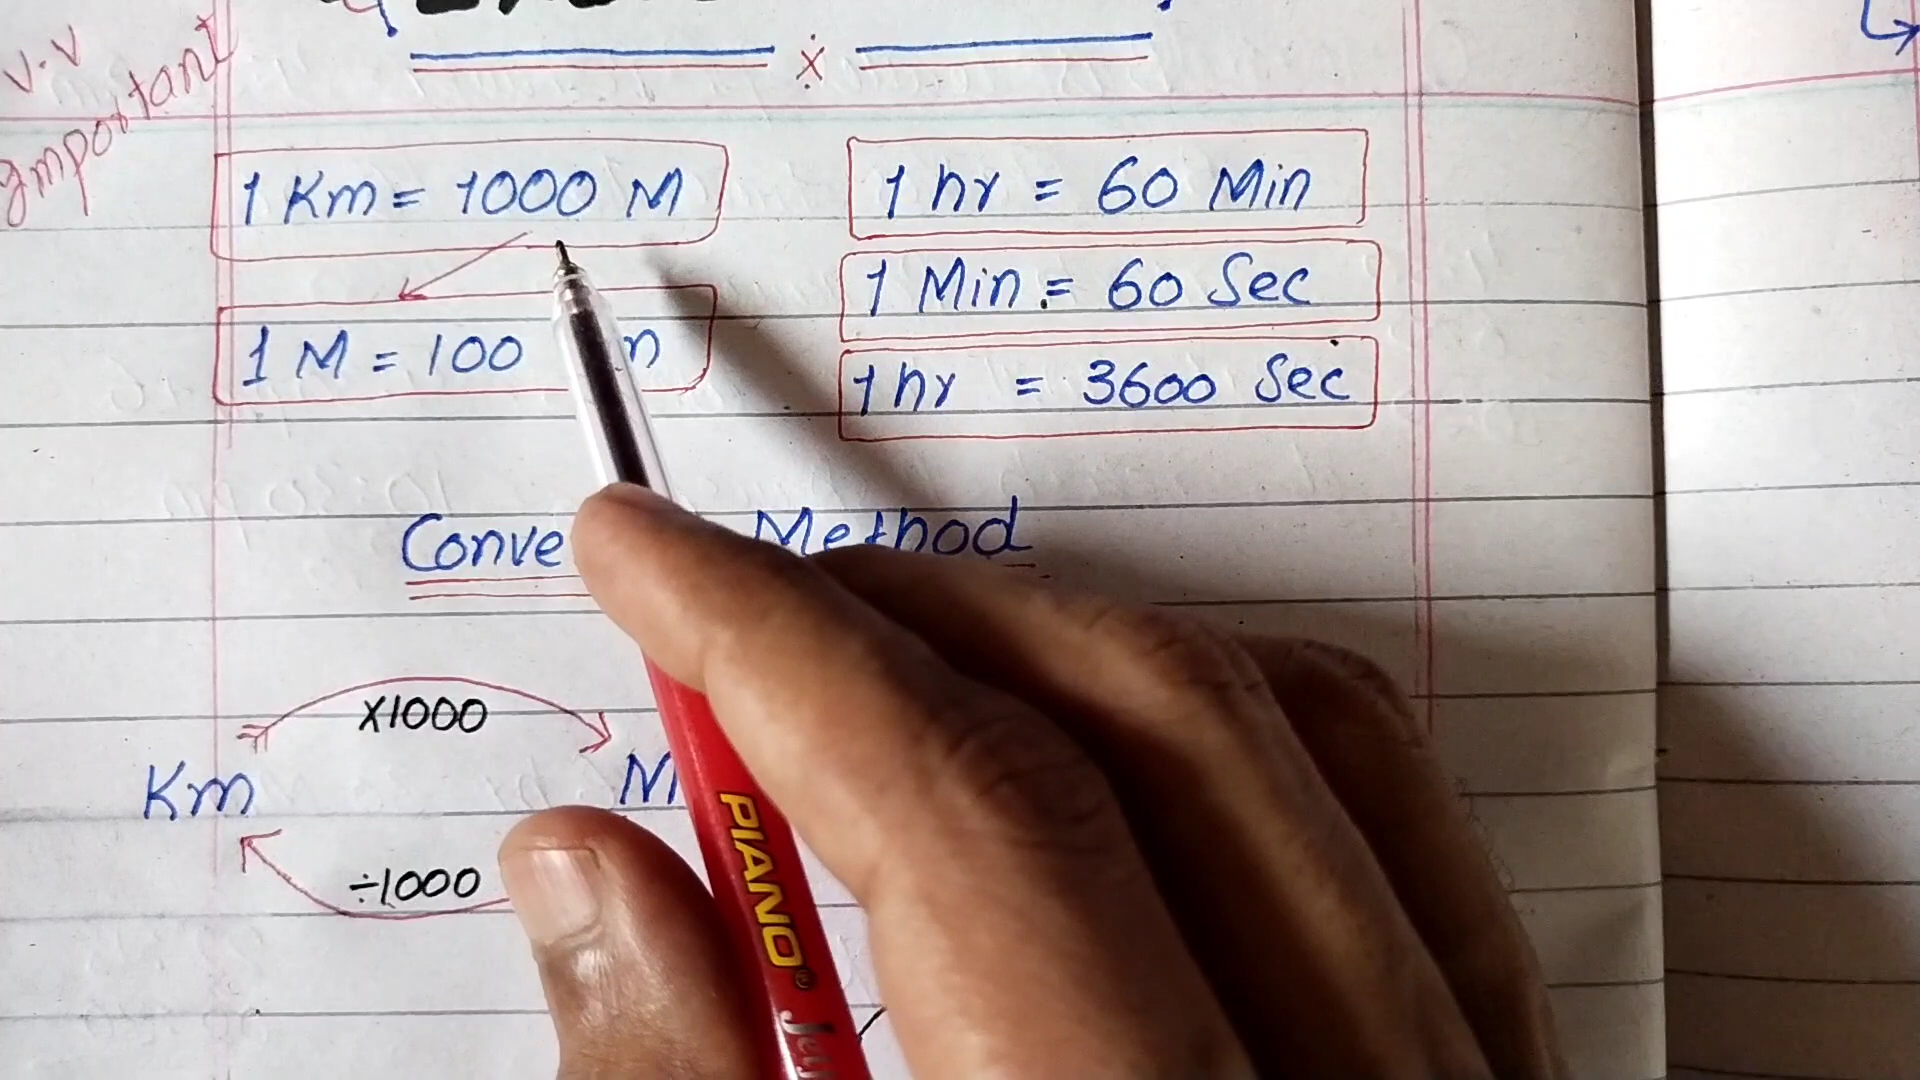 V.V
Important
1 Km = 1000 M
1 hr = 60 Min
1 M = 100
1 Min = 60 Sec
1 hr = 3600 Sec
Method
X1000
Km
M
÷1000
PIANO®